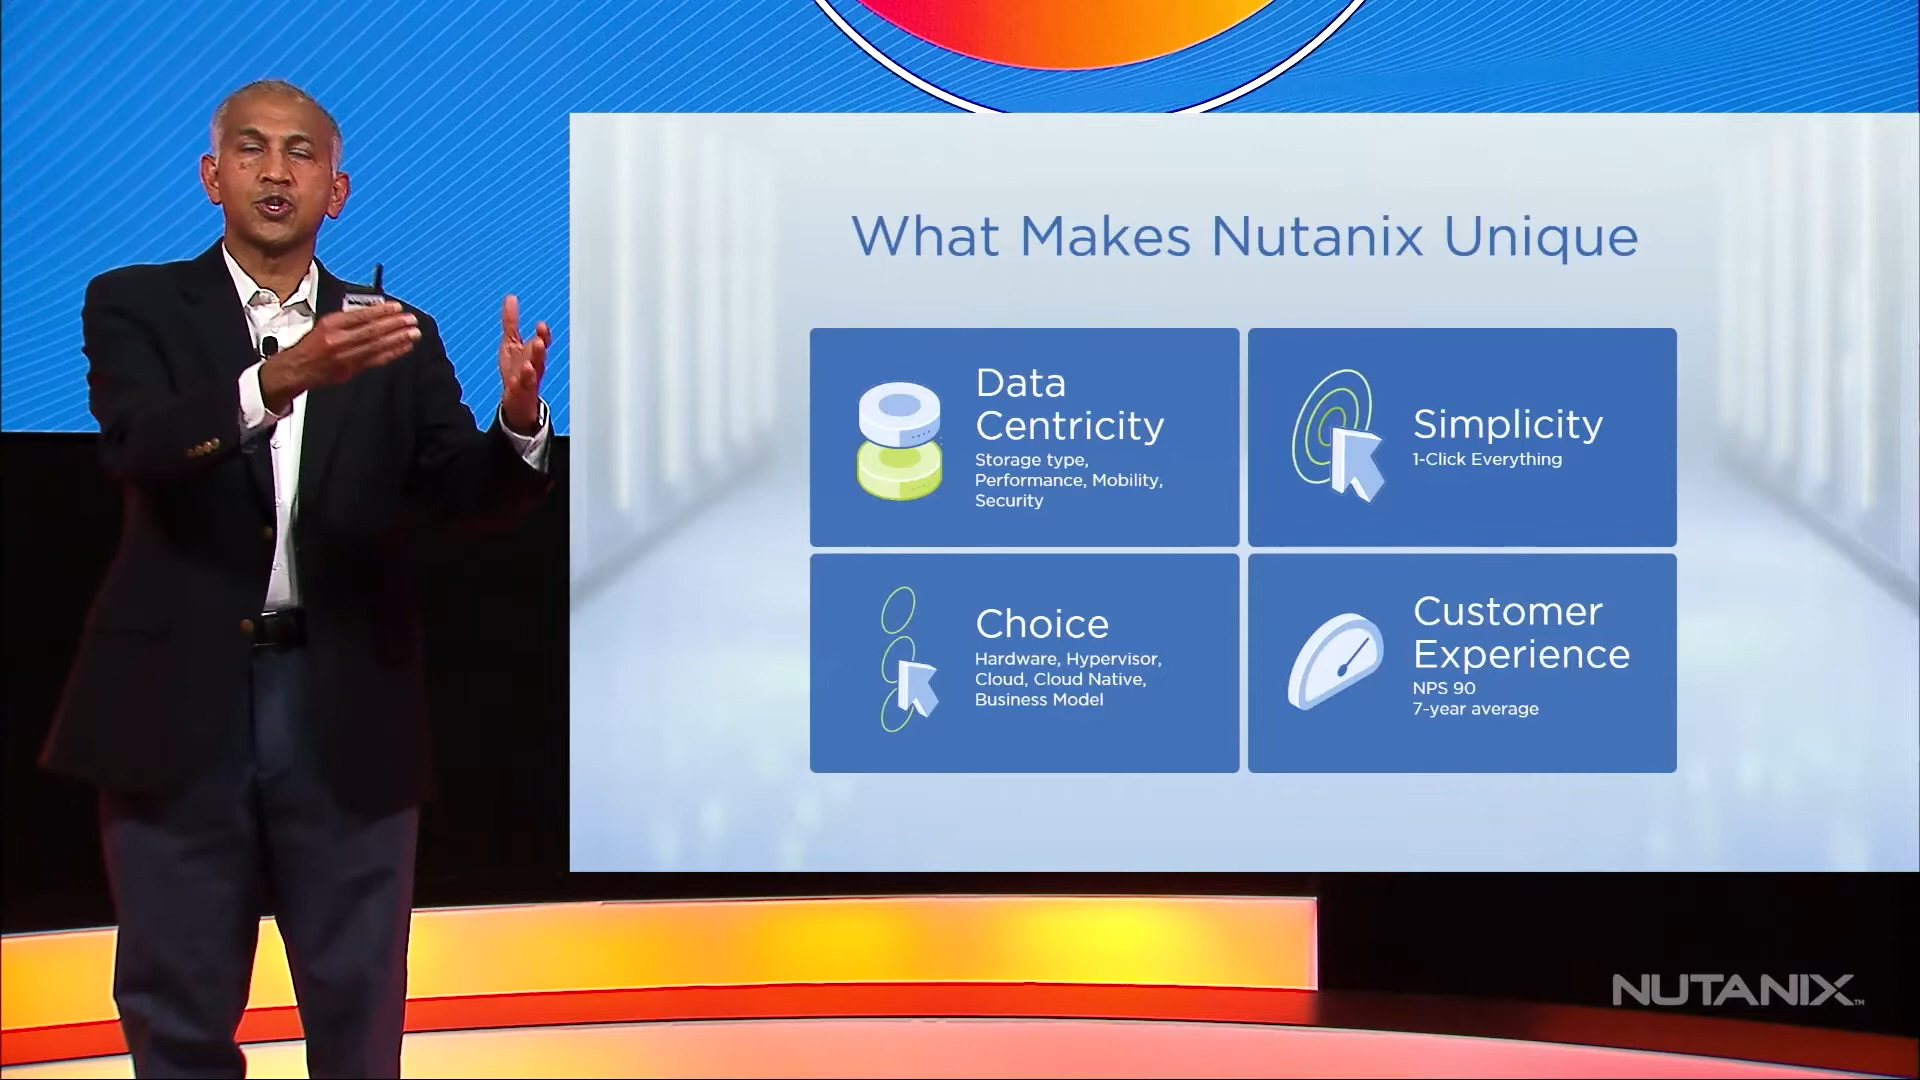 What Makes Nutanix Unique
Data
Centricity
Storage type,
Performance, Mobility,
Security
Simplicity
1-Click Everything
Choice
Hardware, Hypervisor,
Cloud, Cloud Native,
Business Model
Customer
Experience
NPS 90
7-year average
NUTANIX™